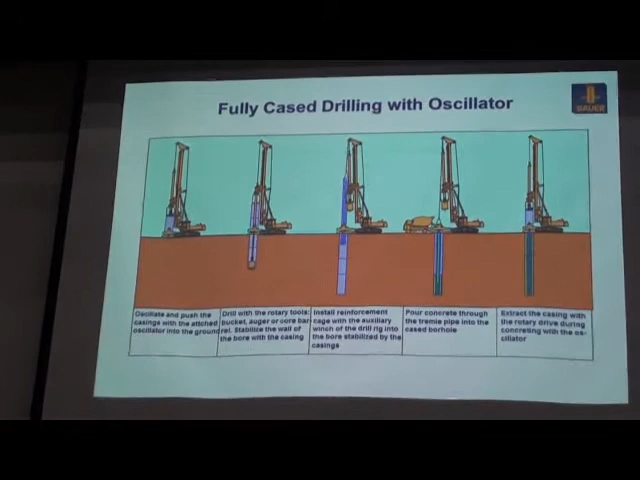 Fully Cased Drilling with Oscillator
BAUER
Oscillate and push the
casings with the attched
oscillator into the ground
Drill with the rotary tools:
bucket, auger or core bar
rel. Stabilize the wall of
the bore with the casing
Install reinforcement
cage with the auxiliary
winch of the drill rig into
the bore stabilized by the
casings
Pour concrete through
the tremie pipe into the
cased borhole
Extract the casing with
the rotary drive during
concreting with the os-
cillator